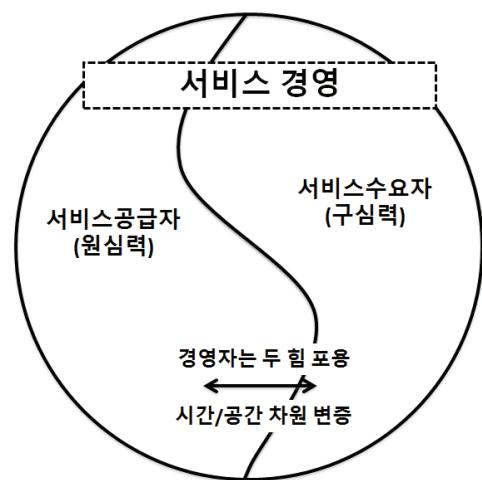 서비스 경영
서비스공급자
(원심력)
서비스수요자
(구심력)
경영자는 두 힘 포용
시간/공간 차원 변증